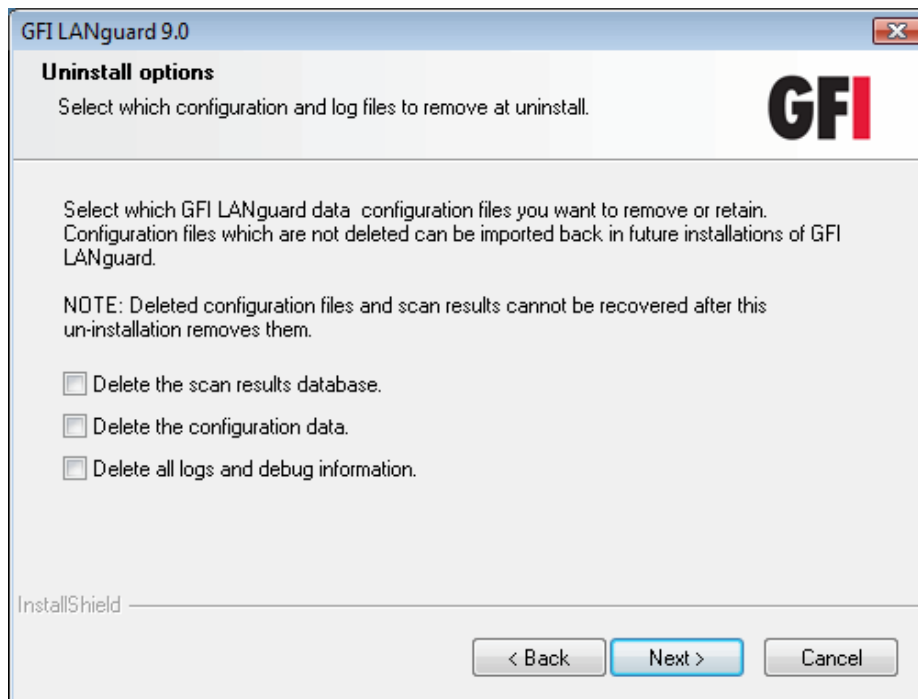 GFI LANguard 9.0
Uninstall options
Select which configuration and log files to remove at uninstall.
GFI
Select which GFI LANguard data  configuration files you want to remove or retain.
Configuration files which are not deleted can be imported back in future installations of GFI
LANguard.
NOTE: Deleted configuration files and scan results cannot be recovered after this
un-installation removes them.
Delete the scan results database.
Delete the configuration data.
Delete all logs and debug information.
InstallShield
< Back
Next >
Cancel